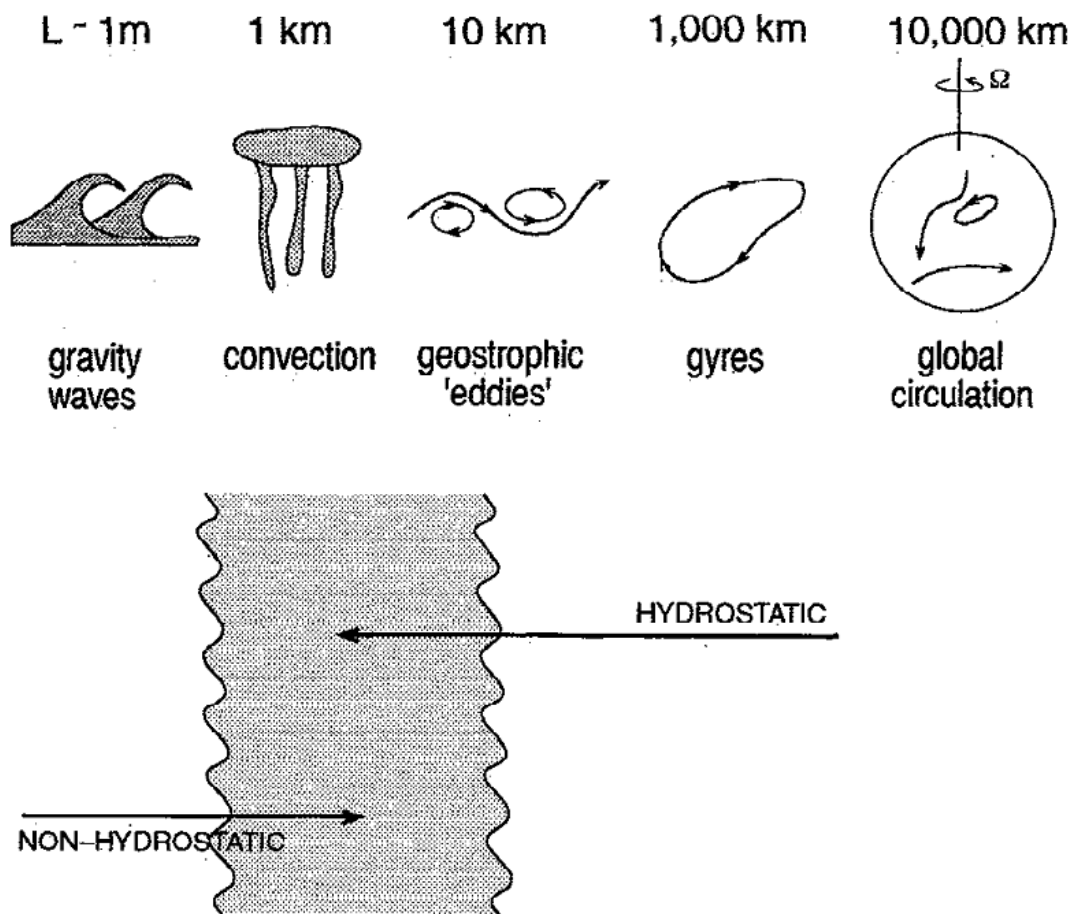 L ~ 1m 1 km 10 km 1,000 km 10,000 km
Ω
gravity convection geostrophic gyres global
waves 'eddies' circulation
HYDROSTATIC
NON-HYDROSTATIC